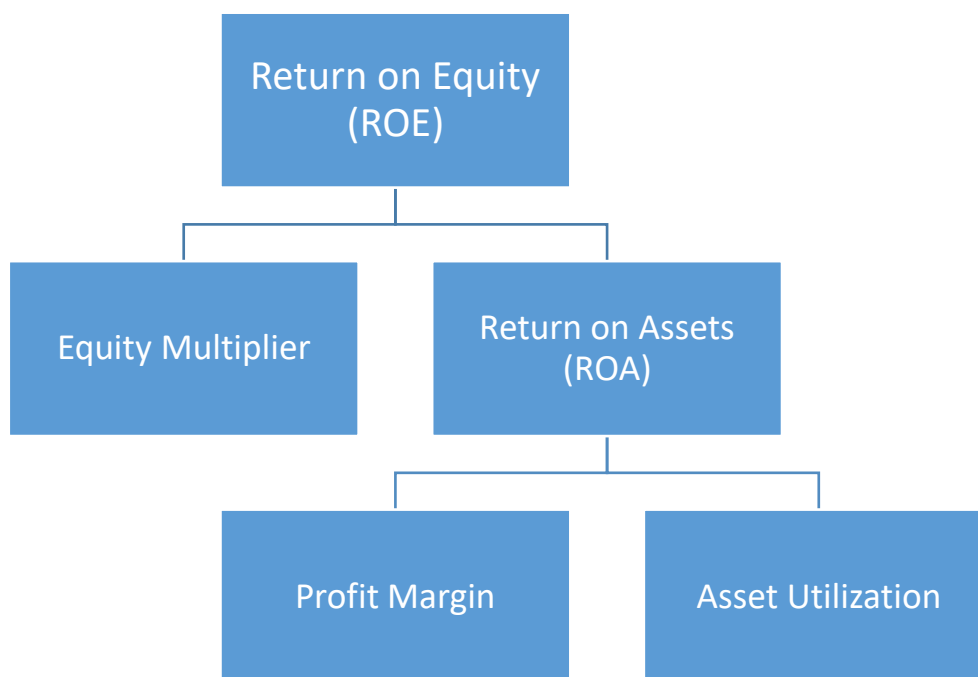 Return on Equity
(ROE)
Equity Multiplier
Return on Assets
(ROA)
Profit Margin
Asset Utilization